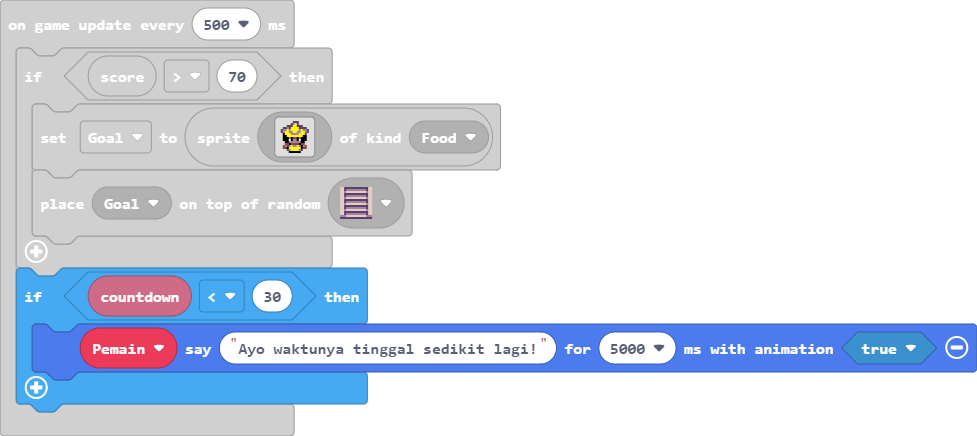 on game update every 500 ms
if score > 70 then
set Goal to sprite of kind Food
place Goal on top of random
if countdown < 30 then
Pemain say "Ayo waktunya tinggal sedikit lagi!" for 5000 ms with animation true